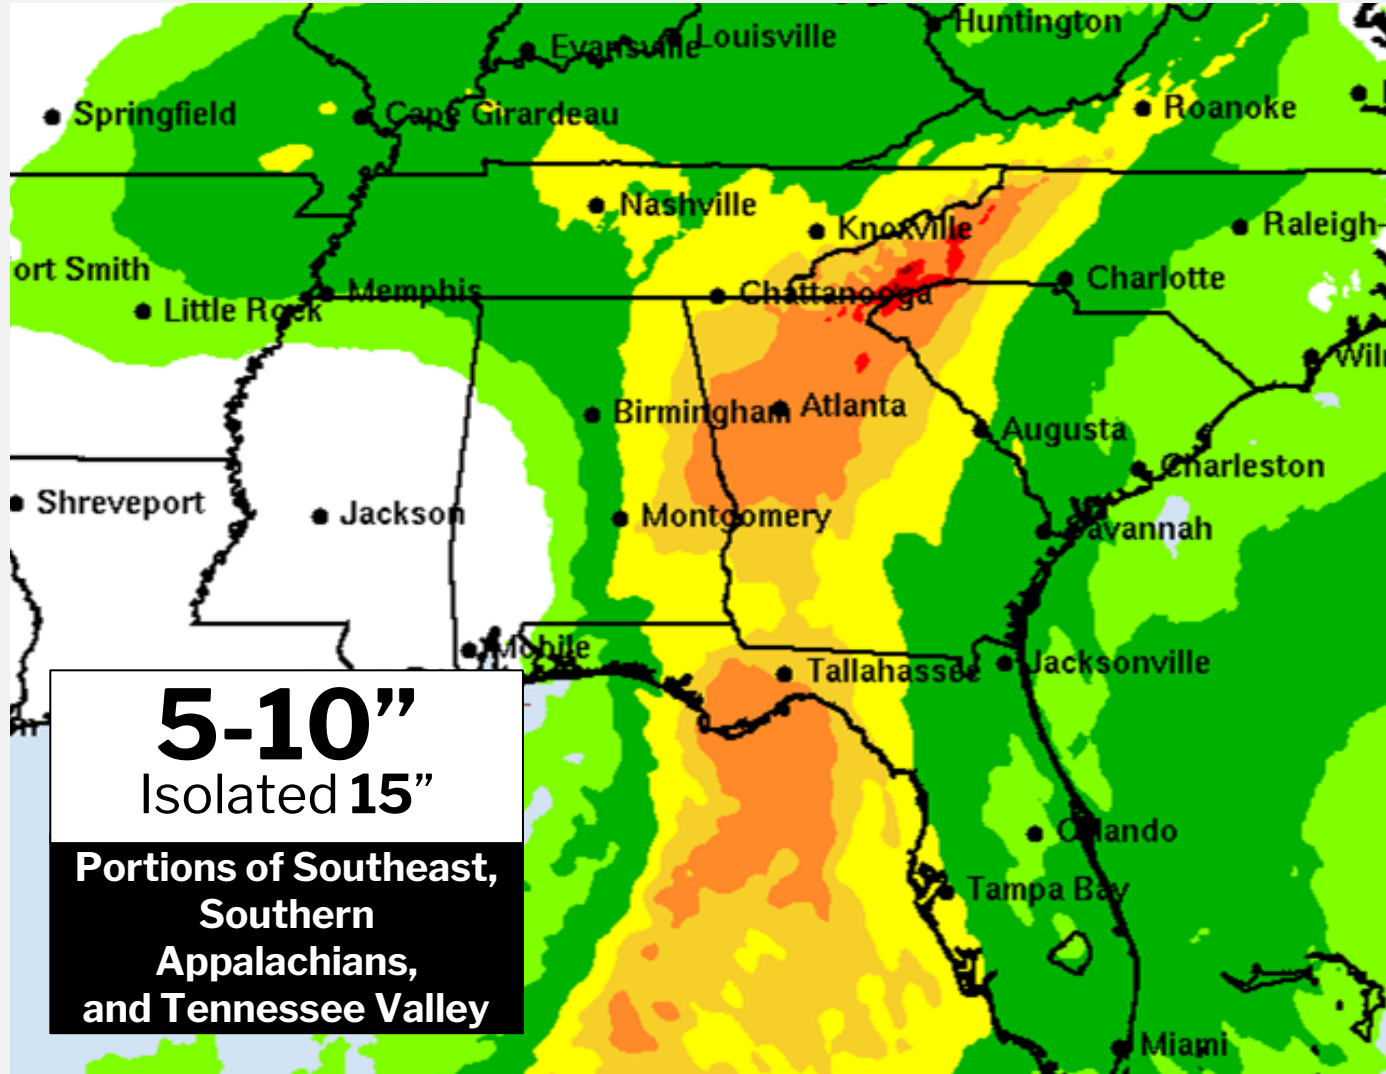 Huntington
Louisville
Evansville
Springfield
Cape Girardeau
Roanoke
Nashville
Knoxville
Raleigh-
ort Smith
Memphis
Chattanooga
Charlotte
Little Rock
Birmingham
Atlanta
Augusta
Charleston
Shreveport
Jackson
Montgomery
Savannah
Mobile
Tallahassee
Jacksonville
Orlando
Tampa Bay
Miami
5-10”
Isolated 15”
Portions of Southeast,
Southern
Appalachians,
and Tennessee Valley